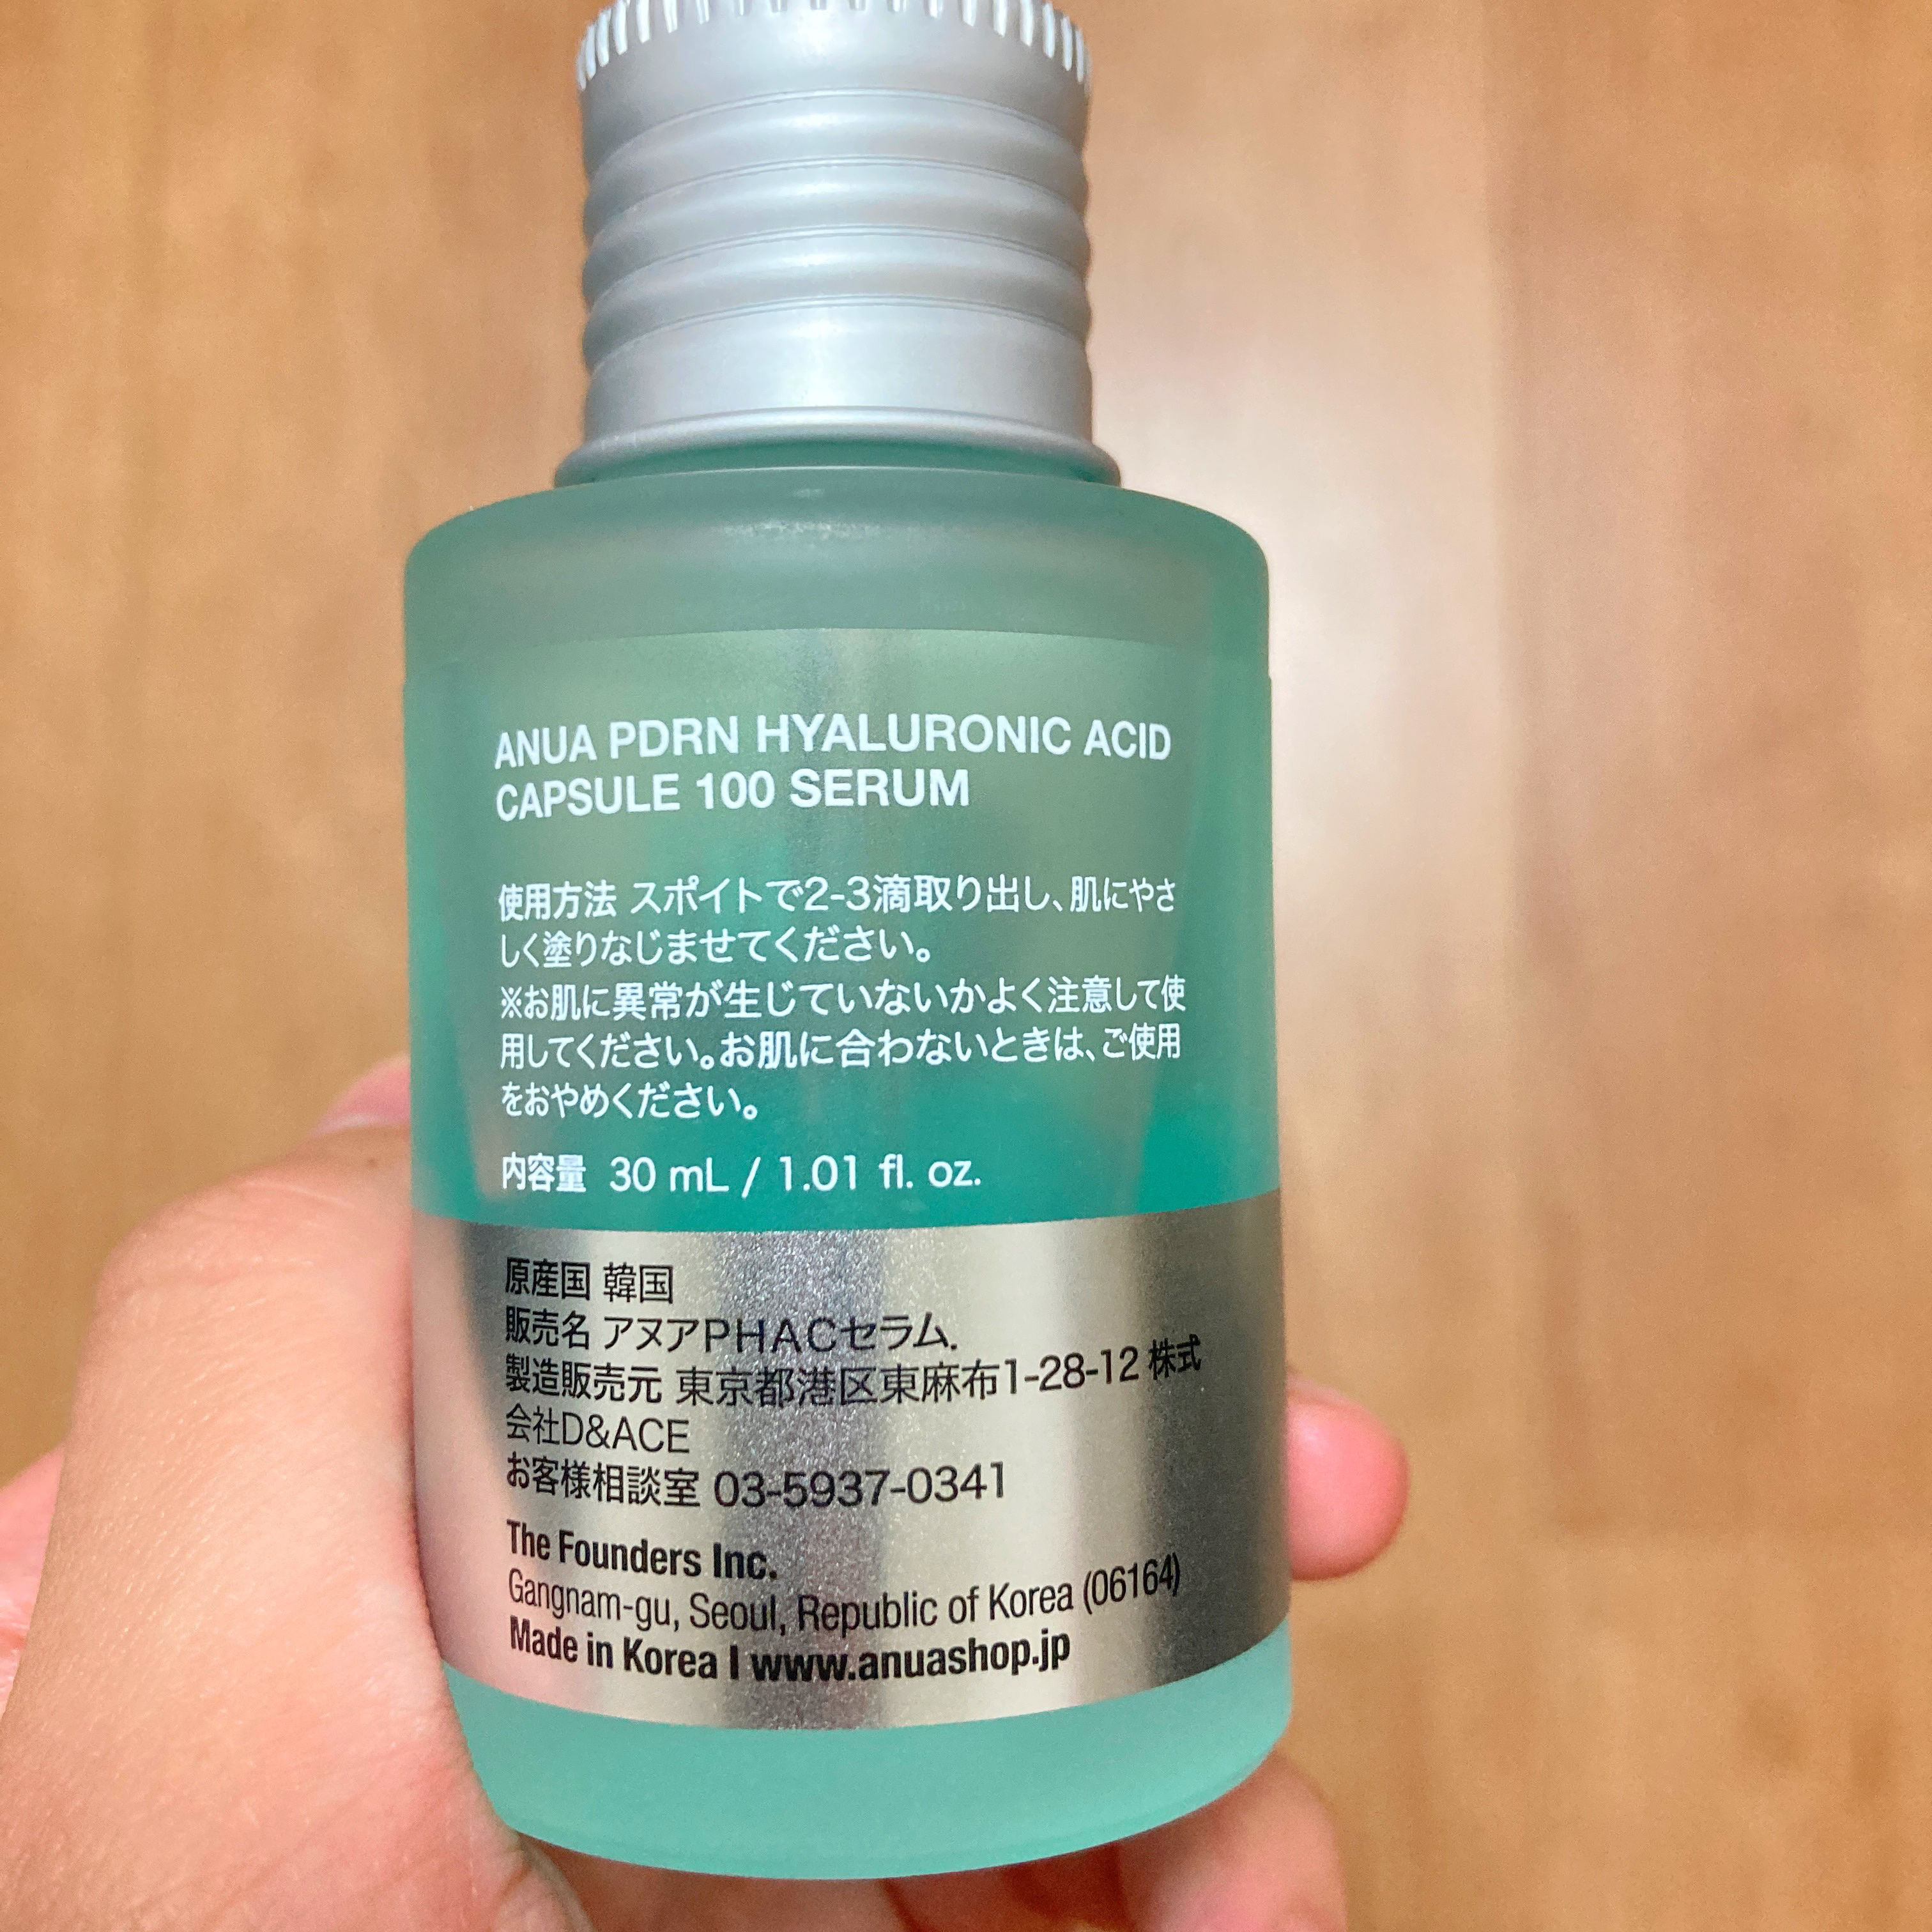 ANUA PDRN HYALURONIC ACID
CAPSULE 100 SERUM
使用方法 スポイトで2-3滴取り出し、肌にやさ
しく塗りなじませてください。
※お肌に異常が生じていないかよく注意して使
用してください。お肌に合わないときは、ご使用
をおやめください。
内容量 30 mL / 1.01 fl. oz.
原産国 韓国
販売名 アヌアPHACセラム.
製造販売元 東京都港区東麻布1-28-12 株式
会社D&ACE
お客様相談室 03-5937-0341
The Founders Inc.
Gangnam-gu, Seoul, Republic of Korea (06164)
Made in Korea I www.anuashop.jp